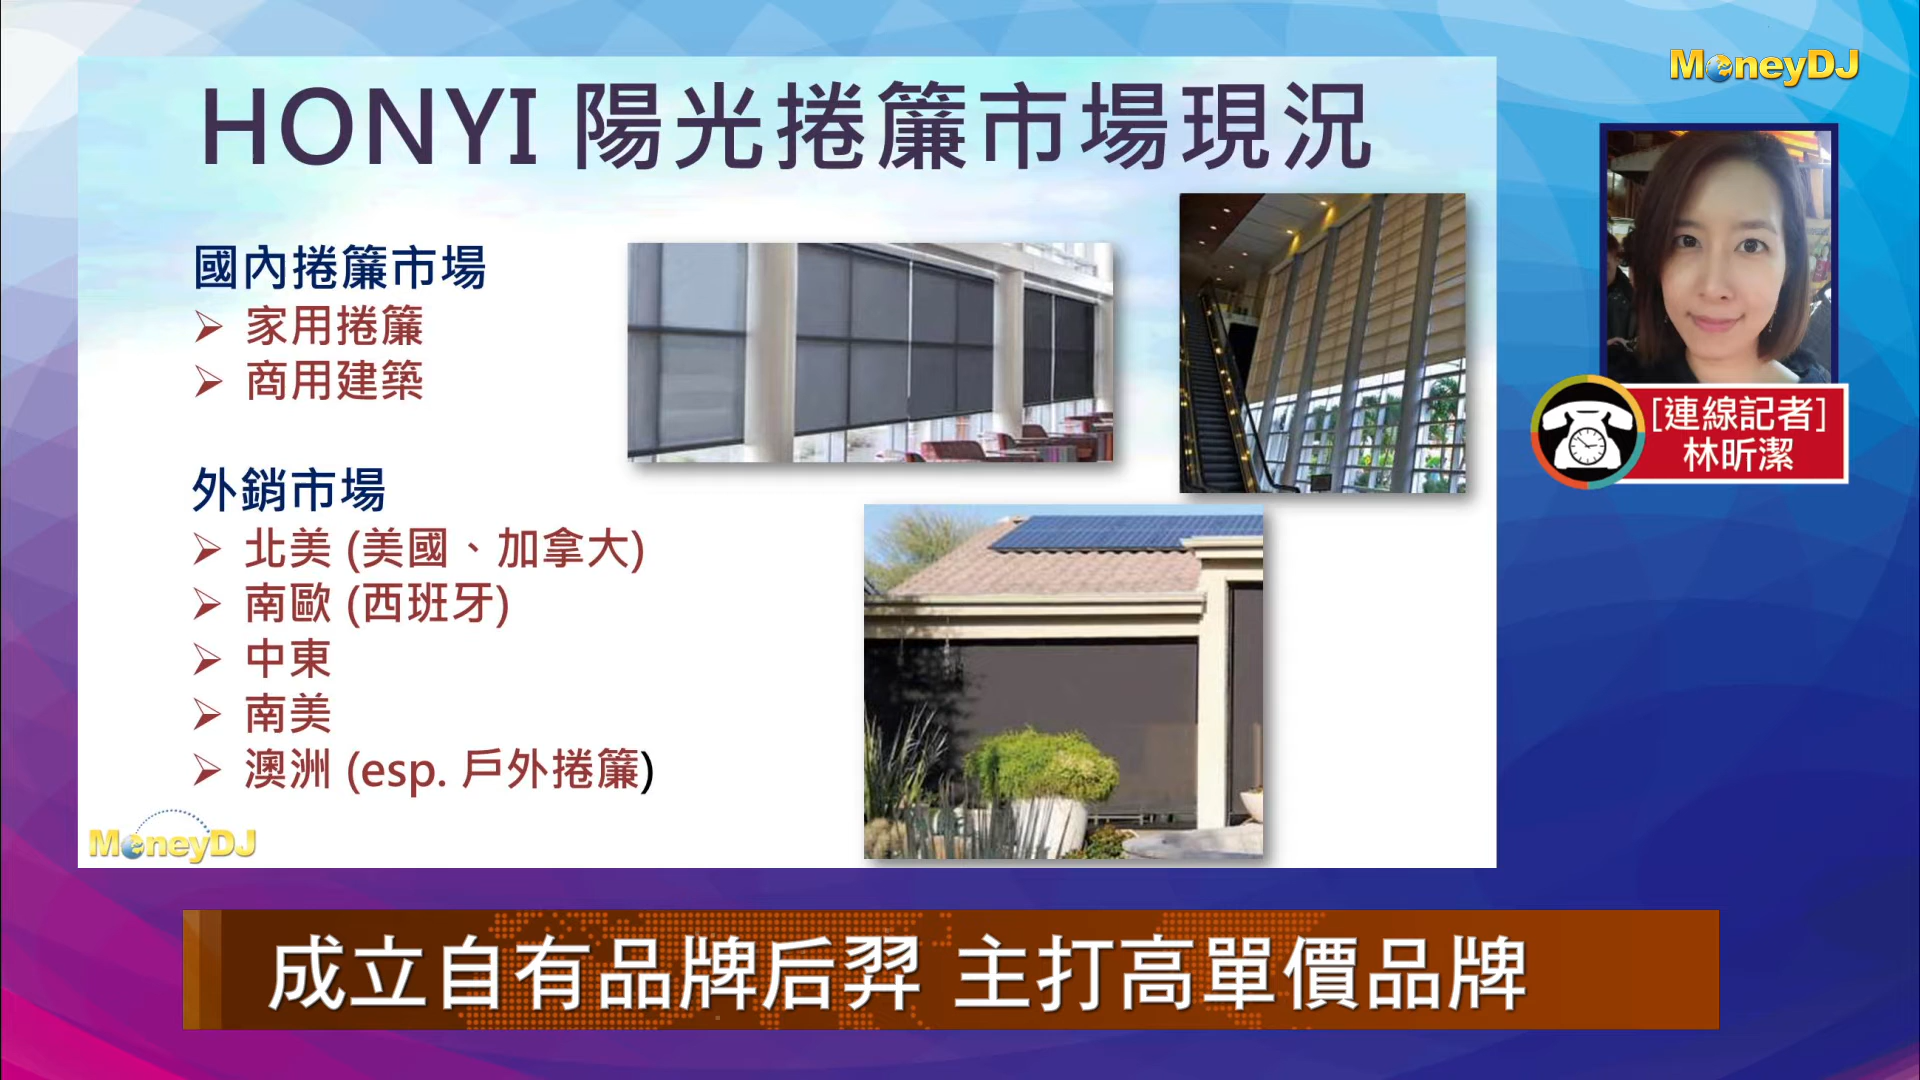 HONYI 陽光捲簾市場現況
MoneyDJ
國內捲簾市場
➢ 家用捲簾
➢ 商用建築
外銷市場
➢ 北美 (美國、加拿大)
➢ 南歐 (西班牙)
➢ 中東
➢ 南美
➢ 澳洲 (esp. 戶外捲簾)
[連線記者]
林昕潔
MoneyDJ
成立自有品牌后羿 主打高單價品牌